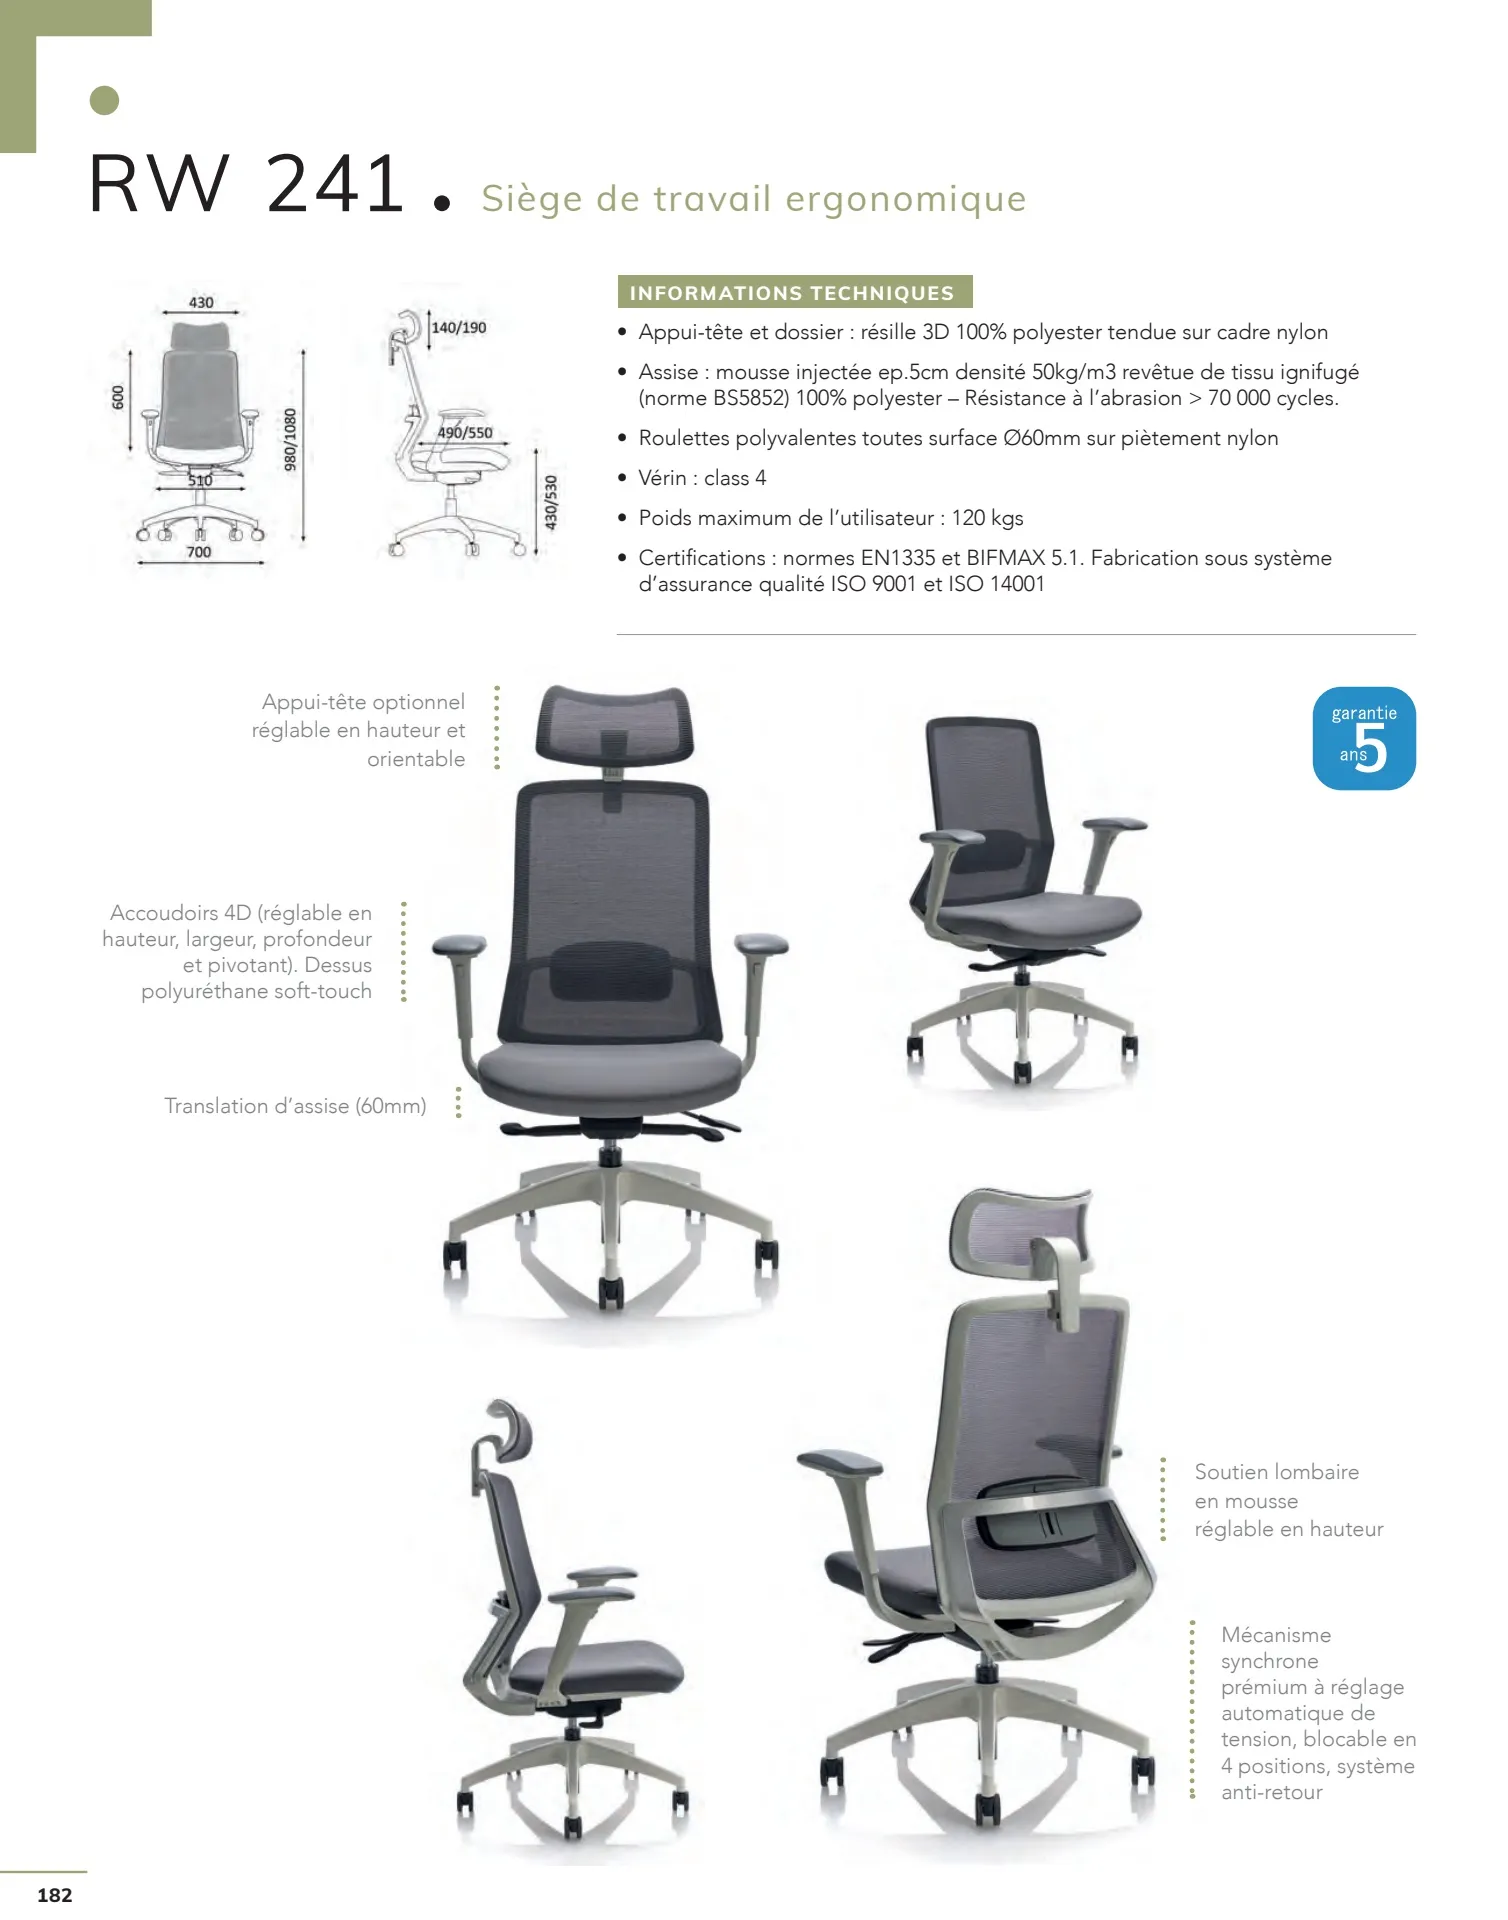 RW 241 . Siège de travail ergonomique
430
600
510
700
980/1080
140/190
490/550
430/530
INFORMATIONS TECHNIQUES
• Appui-tête et dossier : résille 3D 100% polyester tendue sur cadre nylon
• Assise : mousse injectée ep.5cm densité 50kg/m3 revêtue de tissu ignifugé
(norme BS5852) 100% polyester – Résistance à l’abrasion > 70 000 cycles.
• Roulettes polyvalentes toutes surface Ø60mm sur piètement nylon
• Vérin : class 4
• Poids maximum de l’utilisateur : 120 kgs
• Certifications : normes EN1335 et BIFMAX 5.1. Fabrication sous système
d’assurance qualité ISO 9001 et ISO 14001
Appui-tête optionnel
réglable en hauteur et
orientable
garantie
5
ans
Accoudoirs 4D (réglable en
hauteur, largeur, profondeur
et pivotant). Dessus
polyuréthane soft-touch
Translation d’assise (60mm)
Soutien lombaire
en mousse
réglable en hauteur
Mécanisme
synchrone
prémium à réglage
automatique de
tension, blocable en
4 positions, système
anti-retour
182